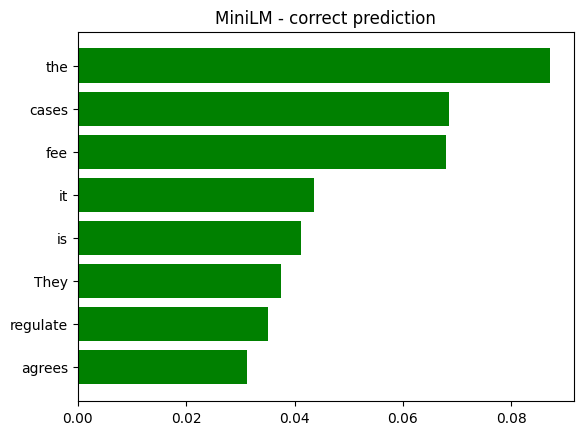 MiniLM - correct prediction
the
cases
fee
it
is
They
regulate
agrees
0.00 0.02 0.04 0.06 0.08